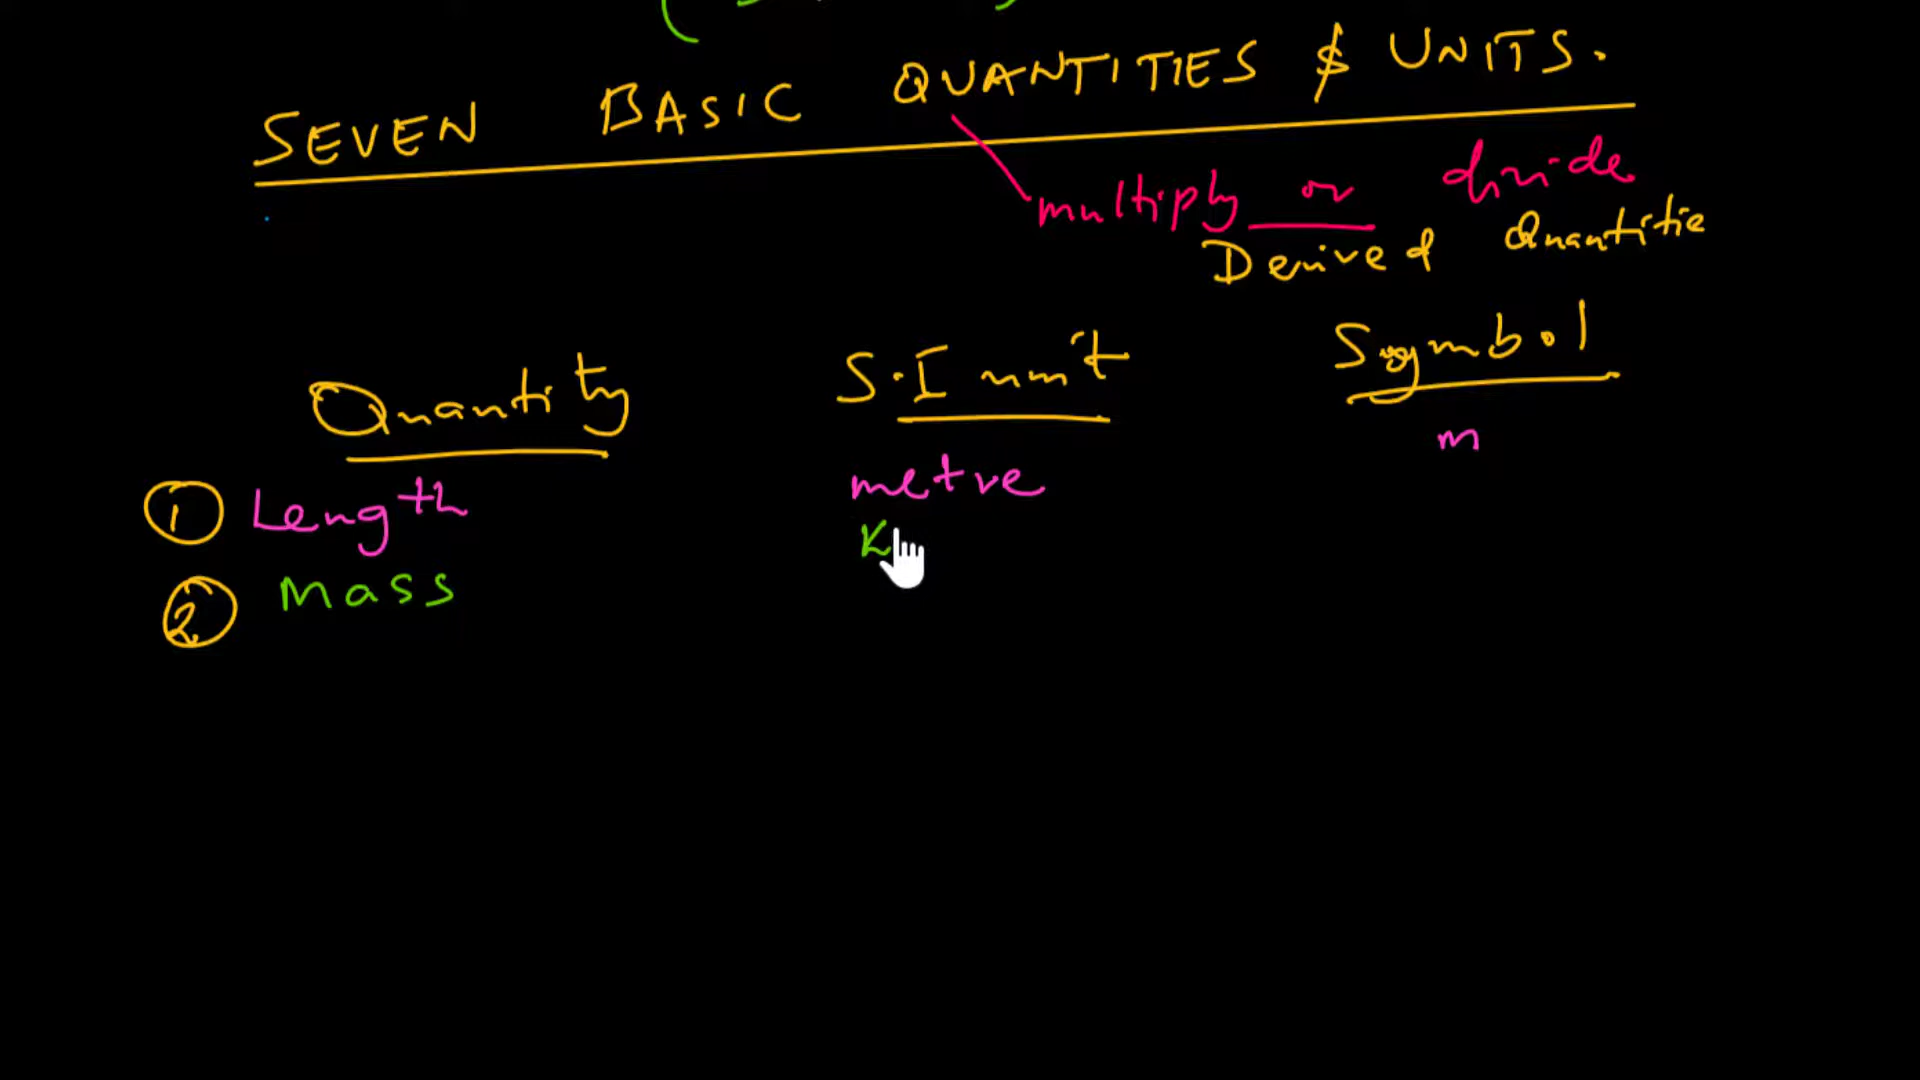 SEVEN BASIC QUANTITIES & UNITS.
multiply or divide
Derived Quantitie
Quantity S.I unit Symbol
1 Length metre m
2 Mass K